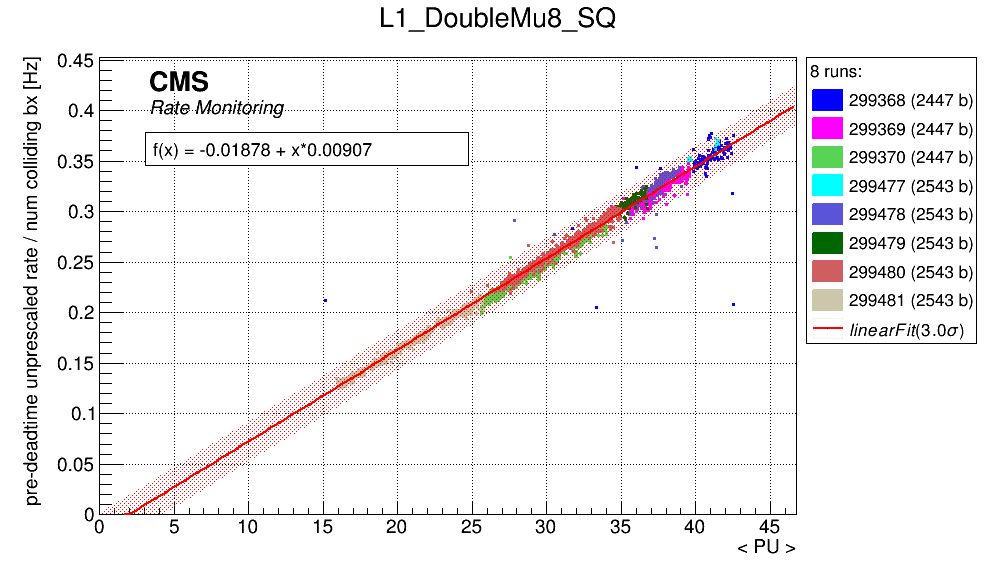 L1_DoubleMu8_SQ
pre-deadtime unprescaled rate / num colliding bx [Hz]
0.45
0.4
0.35
0.3
0.25
0.2
0.15
0.1
0.05
0
CMS
Rate Monitoring
f(x) = -0.01878 + x*0.00907
0 5 10 15 20 25 30 35 40 45
< PU >
8 runs:
299368 (2447 b)
299369 (2447 b)
299370 (2447 b)
299477 (2543 b)
299478 (2543 b)
299479 (2543 b)
299480 (2543 b)
299481 (2543 b)
linearFit(3.0σ)